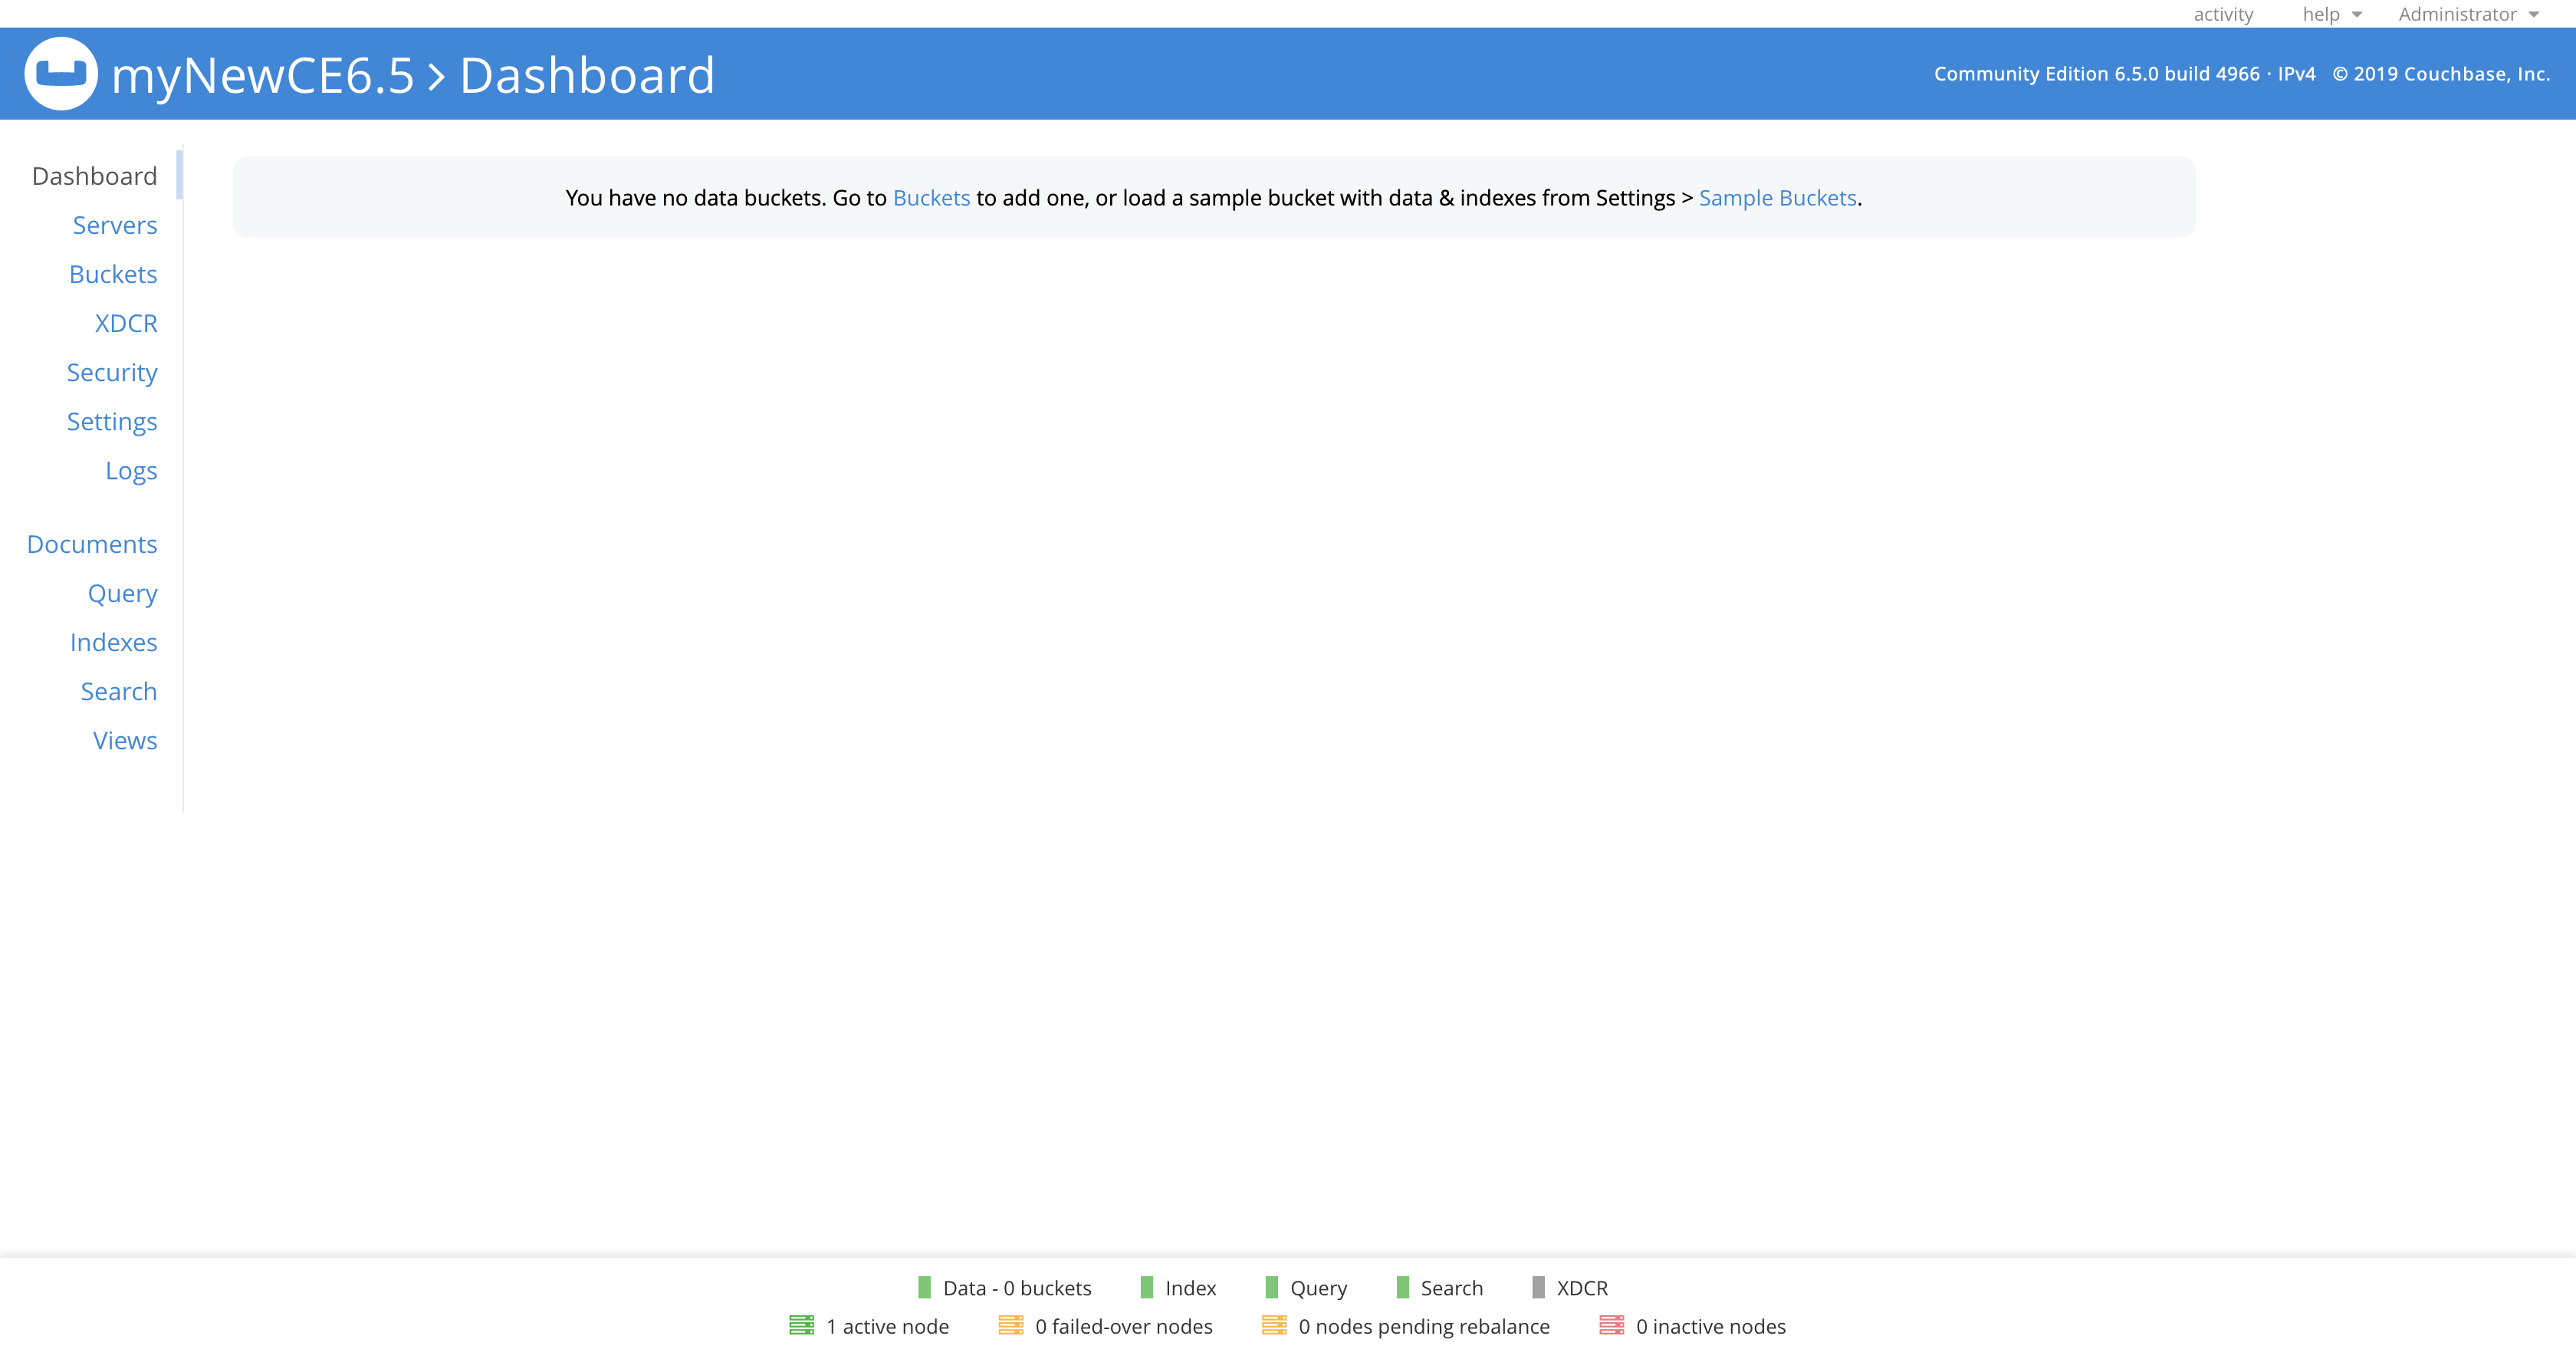 activity help Administrator
myNewCE6.5 > Dashboard
Community Edition 6.5.0 build 4966 · IPv4 © 2019 Couchbase, Inc.
Dashboard
Servers
Buckets
XDCR
Security
Settings
Logs
Documents
Query
Indexes
Search
Views
You have no data buckets. Go to Buckets to add one, or load a sample bucket with data & indexes from Settings > Sample Buckets.
Data - 0 buckets Index Query Search XDCR
1 active node 0 failed-over nodes 0 nodes pending rebalance 0 inactive nodes